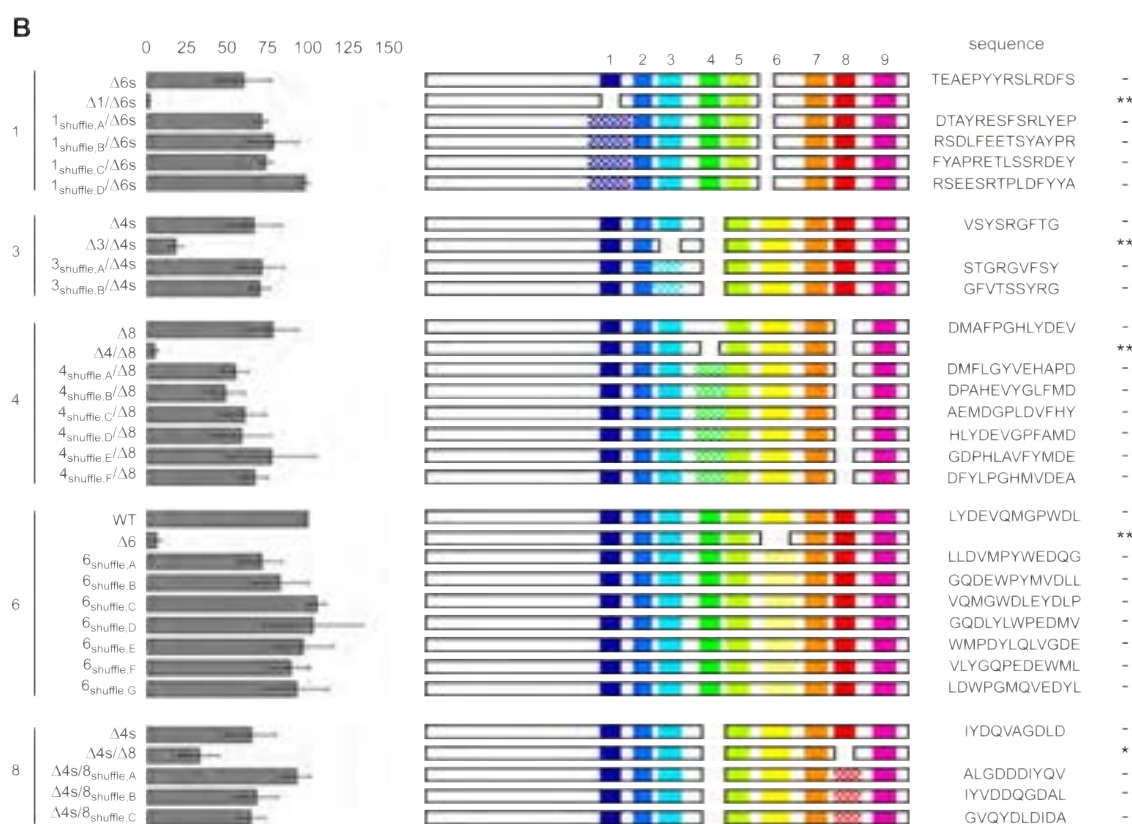 B
0 25 50 75 100 125 150
sequence
1 2 3 4 5 6 7 8 9
1
Δ6s TEAEPYYRSLRDFS -
Δ1/Δ6s **
1shuffle,A/Δ6s DTAYRESFSRLYEP -
1shuffle,B/Δ6s RSDLFEETSYAYPR -
1shuffle,C/Δ6s FYAPRETLSSRDEY -
1shuffle,D/Δ6s RSEESRTPLDFYYA -
3
Δ4s VSYSRGFTG -
Δ3/Δ4s **
3shuffle,A/Δ4s STGRGVFSY -
3shuffle,B/Δ4s GFVTSSYRG -
4
Δ8 DMAFPGHLYDEV -
Δ4/Δ8 **
4shuffle,A/Δ8 DMFLGYVEHAPD -
4shuffle,B/Δ8 DPAHEVYGLFMD -
4shuffle,C/Δ8 AEMDGPLDVFHY -
4shuffle,D/Δ8 HLYDEVGPFAMD -
4shuffle,E/Δ8 GDPHLAVFYMDE -
4shuffle,F/Δ8 DFYLPGHMVDEA -
6
WT LYDEVQMGPWDL -
Δ6 **
6shuffle,A LLDVMPYWEDQG -
6shuffle,B GQDEWPYMVDLL -
6shuffle,C VQMGWDLEYDLP -
6shuffle,D GQDLYLWPEDMV -
6shuffle,E WMPDYLQLVGDE -
6shuffle,F VLYGQPEDEWML -
6shuffle,G LDWPGMQVEDYL -
8
Δ4s IYDQVAGDLD -
Δ4s/Δ8 *
Δ4s/8shuffle,A ALGDDDIYQV -
Δ4s/8shuffle,B IYVDDQGDAL -
Δ4s/8shuffle,C GVQYDLDIDA -